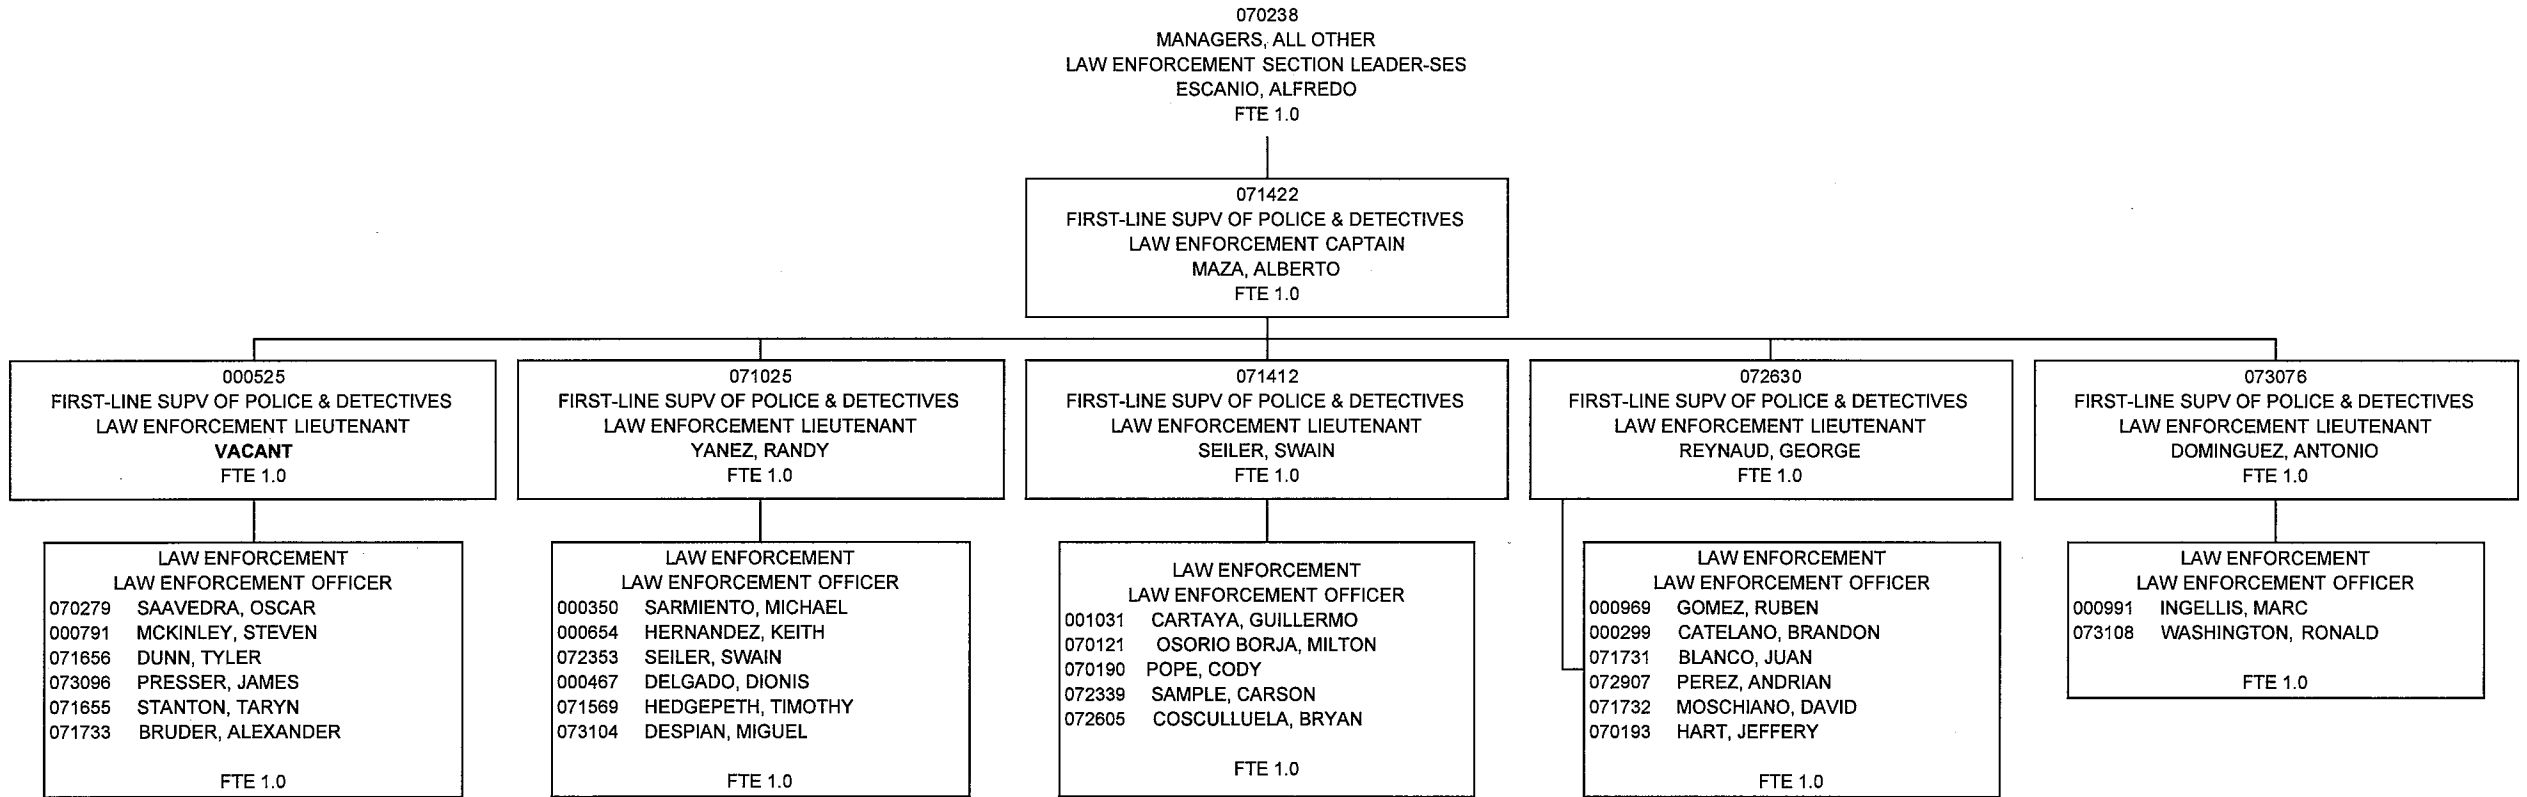 070238
MANAGERS, ALL OTHER
LAW ENFORCEMENT SECTION LEADER-SES
ESCANIO, ALFREDO
FTE 1.0
071422
FIRST-LINE SUPV OF POLICE & DETECTIVES
LAW ENFORCEMENT CAPTAIN
MAZA, ALBERTO
FTE 1.0
000525
FIRST-LINE SUPV OF POLICE & DETECTIVES
LAW ENFORCEMENT LIEUTENANT
VACANT
FTE 1.0
071025
FIRST-LINE SUPV OF POLICE & DETECTIVES
LAW ENFORCEMENT LIEUTENANT
YANEZ, RANDY
FTE 1.0
071412
FIRST-LINE SUPV OF POLICE & DETECTIVES
LAW ENFORCEMENT LIEUTENANT
SEILER, SWAIN
FTE 1.0
072630
FIRST-LINE SUPV OF POLICE & DETECTIVES
LAW ENFORCEMENT LIEUTENANT
REYNAUD, GEORGE
FTE 1.0
073076
FIRST-LINE SUPV OF POLICE & DETECTIVES
LAW ENFORCEMENT LIEUTENANT
DOMINGUEZ, ANTONIO
FTE 1.0
LAW ENFORCEMENT
LAW ENFORCEMENT OFFICER
070279 SAAVEDRA, OSCAR
000791 MCKINLEY, STEVEN
071656 DUNN, TYLER
073096 PRESSER, JAMES
071655 STANTON, TARYN
071733 BRUDER, ALEXANDER
FTE 1.0
LAW ENFORCEMENT
LAW ENFORCEMENT OFFICER
000350 SARMIENTO, MICHAEL
000654 HERNANDEZ, KEITH
072353 SEILER, SWAIN
000467 DELGADO, DIONIS
071569 HEDGEPETH, TIMOTHY
073104 DESPIAN, MIGUEL
FTE 1.0
LAW ENFORCEMENT
LAW ENFORCEMENT OFFICER
001031 CARTAYA, GUILLERMO
070121 OSORIO BORJA, MILTON
070190 POPE, CODY
072339 SAMPLE, CARSON
072605 COSCULLUELA, BRYAN
FTE 1.0
LAW ENFORCEMENT
LAW ENFORCEMENT OFFICER
000969 GOMEZ, RUBEN
000299 CATELANO, BRANDON
071731 BLANCO, JUAN
072907 PEREZ, ANDRIAN
071732 MOSCHIANO, DAVID
070193 HART, JEFFERY
FTE 1.0
LAW ENFORCEMENT
LAW ENFORCEMENT OFFICER
000991 INGELLIS, MARC
073108 WASHINGTON, RONALD
FTE 1.0